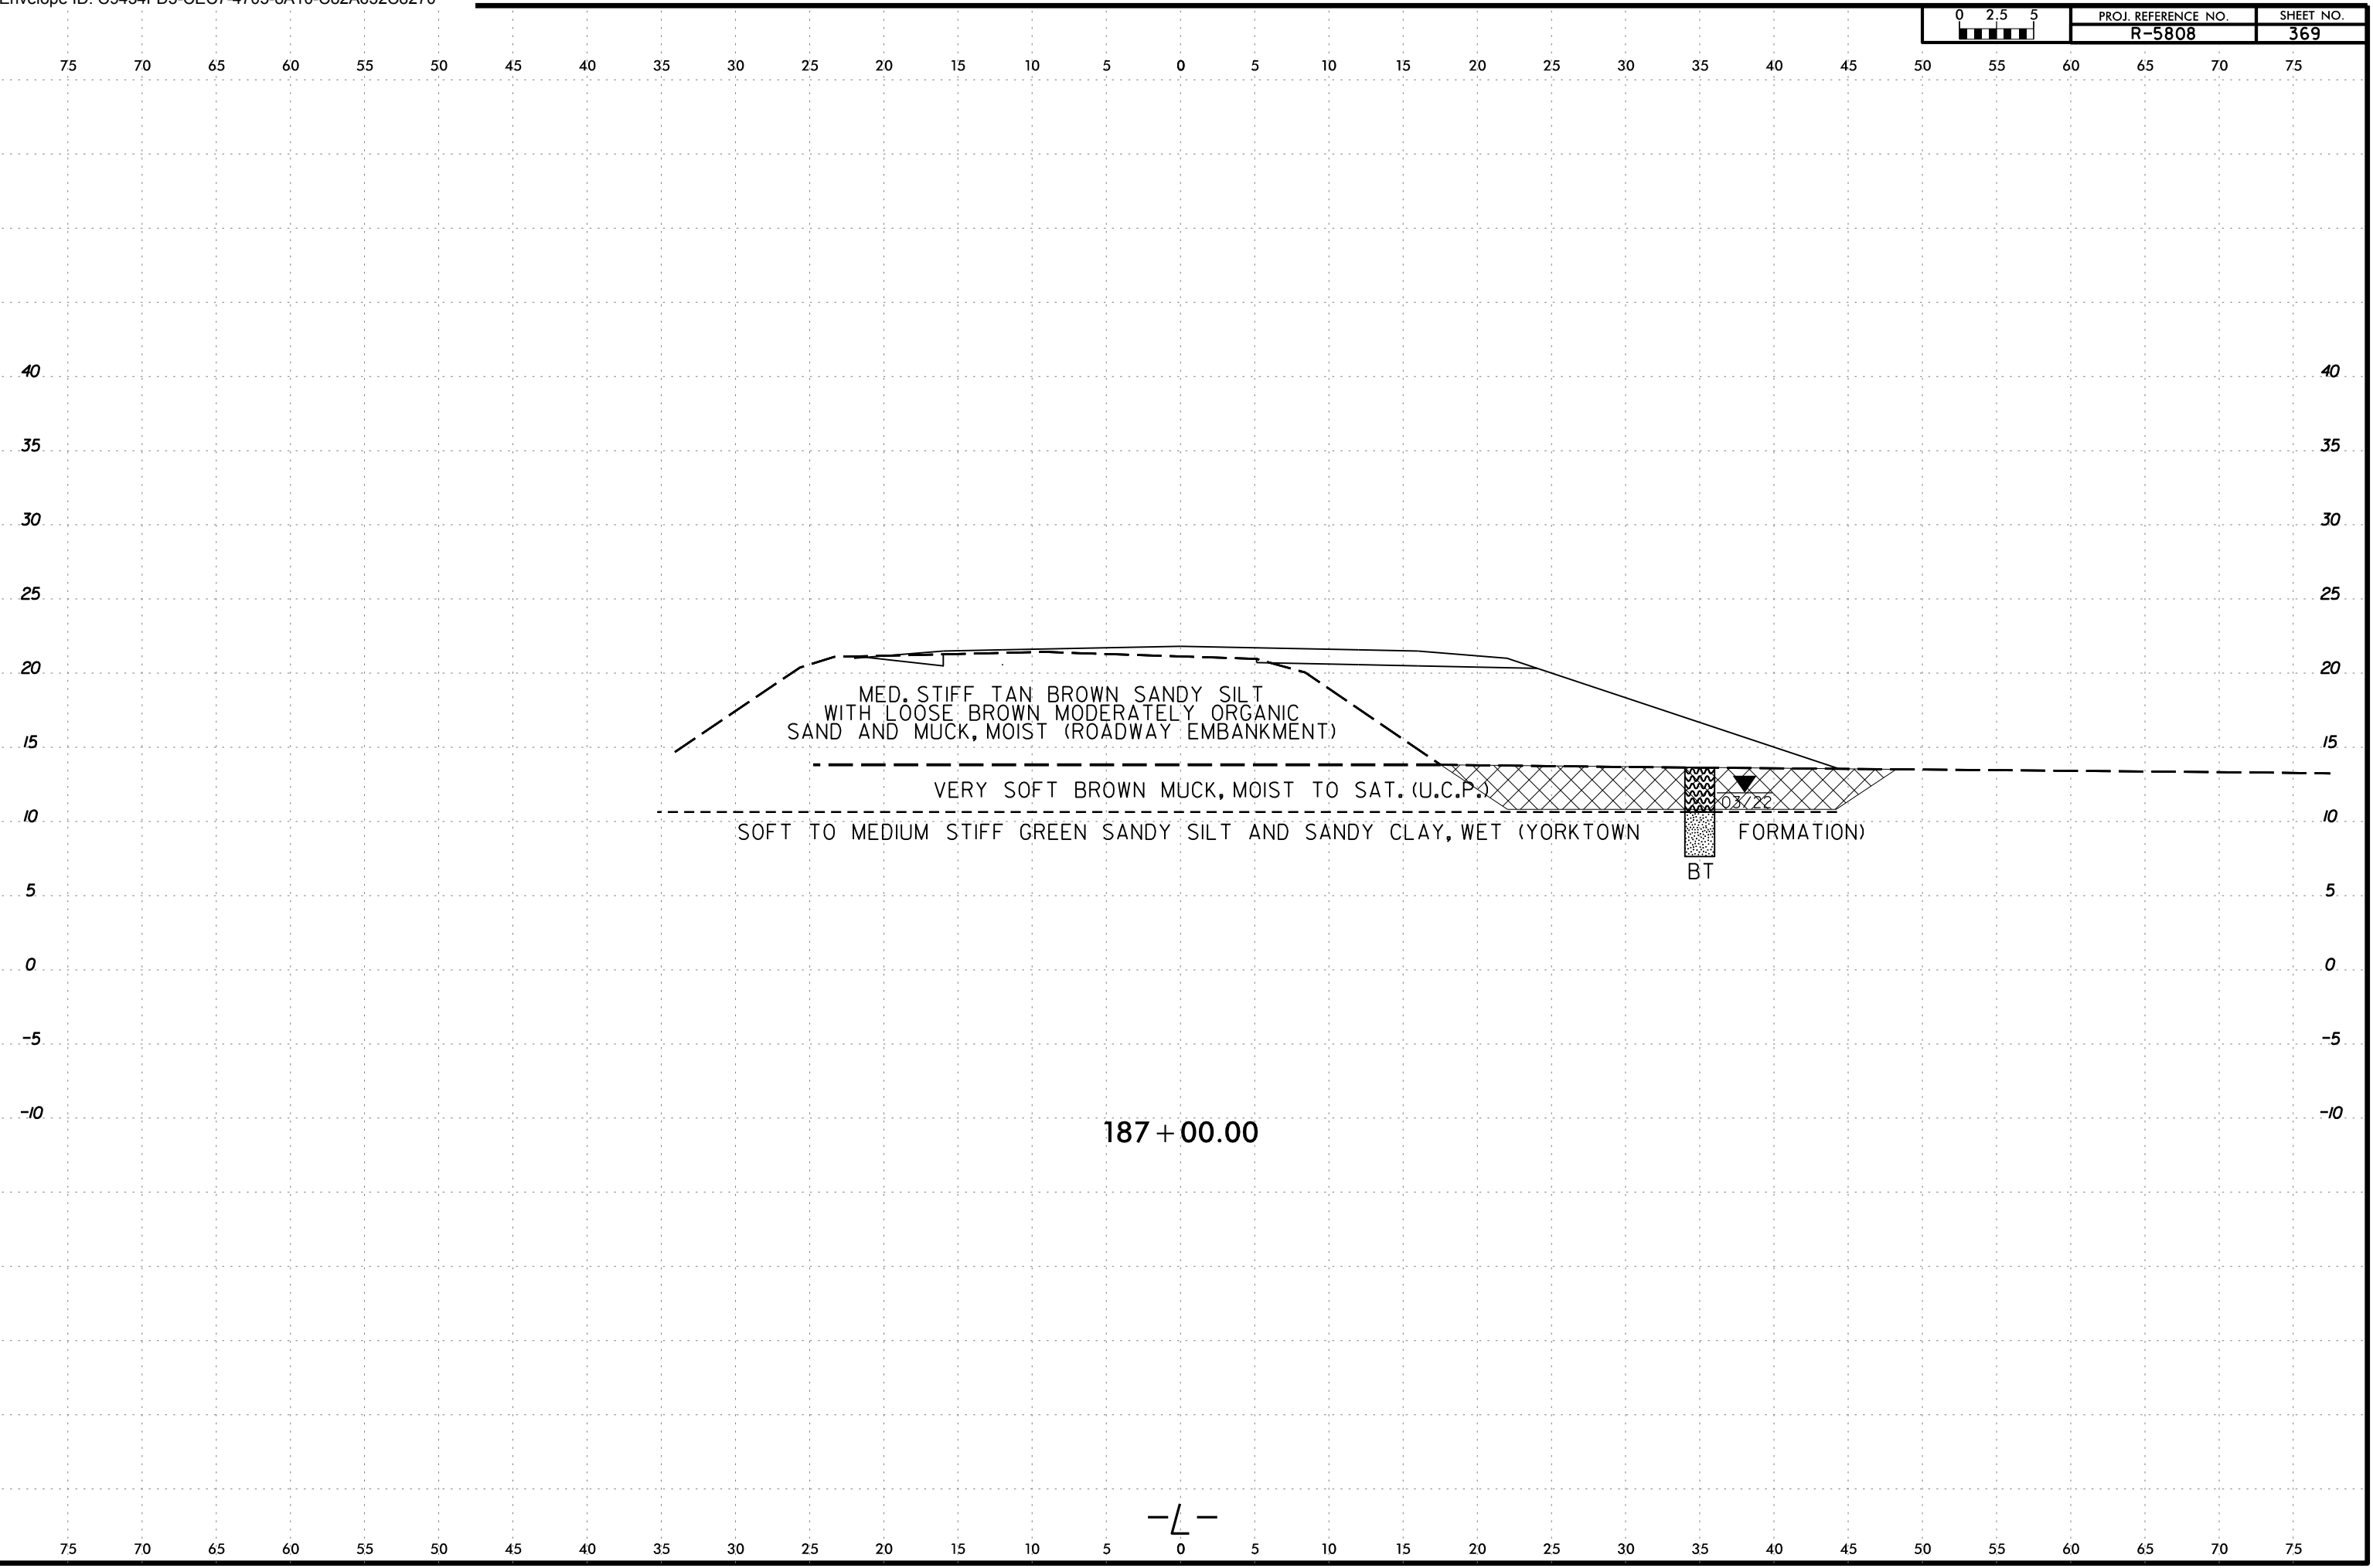 0 2.5 5
PROJ. REFERENCE NO. SHEET NO.
R-5808 369
75 70 65 60 55 50 45 40 35 30 25 20 15 10 5 0 5 10 15 20 25 30 35 40 45 50 55 60 65 70 75
40 40
35 35
30 30
25 25
20 20
MED. STIFF TAN BROWN SANDY SILT
WITH LOOSE BROWN MODERATELY ORGANIC
SAND AND MUCK, MOIST (ROADWAY EMBANKMENT)
15 15
VERY SOFT BROWN MUCK, MOIST TO SAT. (U.C.P.)
03/22
10 10
SOFT TO MEDIUM STIFF GREEN SANDY SILT AND SANDY CLAY, WET (YORKTOWN FORMATION)
BT
5 5
0 0
-5 -5
-10 -10
187+00.00
-L-
75 70 65 60 55 50 45 40 35 30 25 20 15 10 5 0 5 10 15 20 25 30 35 40 45 50 55 60 65 70 75